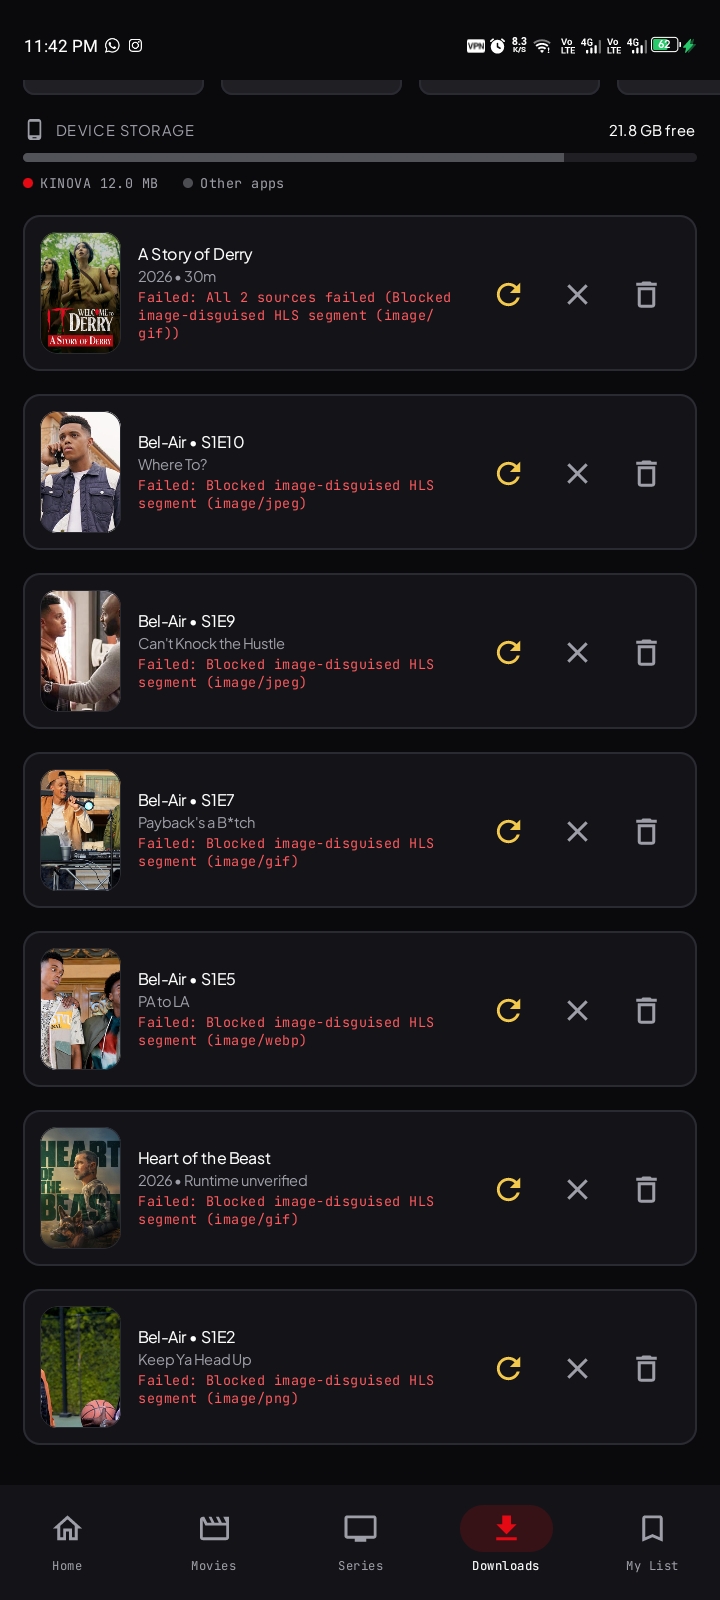 11:42 PM
VPN
8.3 K/S
Vo LTE 4G Vo LTE 4G 62
DEVICE STORAGE
21.8 GB free
KINOVA 12.0 MB
Other apps
WELCOME TO
IT DERRY
A STORY OF DERRY
A Story of Derry
2026 • 30m
Failed: All 2 sources failed (Blocked
image-disguised HLS segment (image/
gif))
Bel-Air • S1E10
Where To?
Failed: Blocked image-disguised HLS
segment (image/jpeg)
Bel-Air • S1E9
Can't Knock the Hustle
Failed: Blocked image-disguised HLS
segment (image/jpeg)
Bel-Air • S1E7
Payback's a B*tch
Failed: Blocked image-disguised HLS
segment (image/gif)
Bel-Air • S1E5
PA to LA
Failed: Blocked image-disguised HLS
segment (image/webp)
HEART
OF
THE
BEAST
Heart of the Beast
2026 • Runtime unverified
Failed: Blocked image-disguised HLS
segment (image/gif)
Bel-Air • S1E2
Keep Ya Head Up
Failed: Blocked image-disguised HLS
segment (image/png)
Home
Movies
Series
Downloads
My List